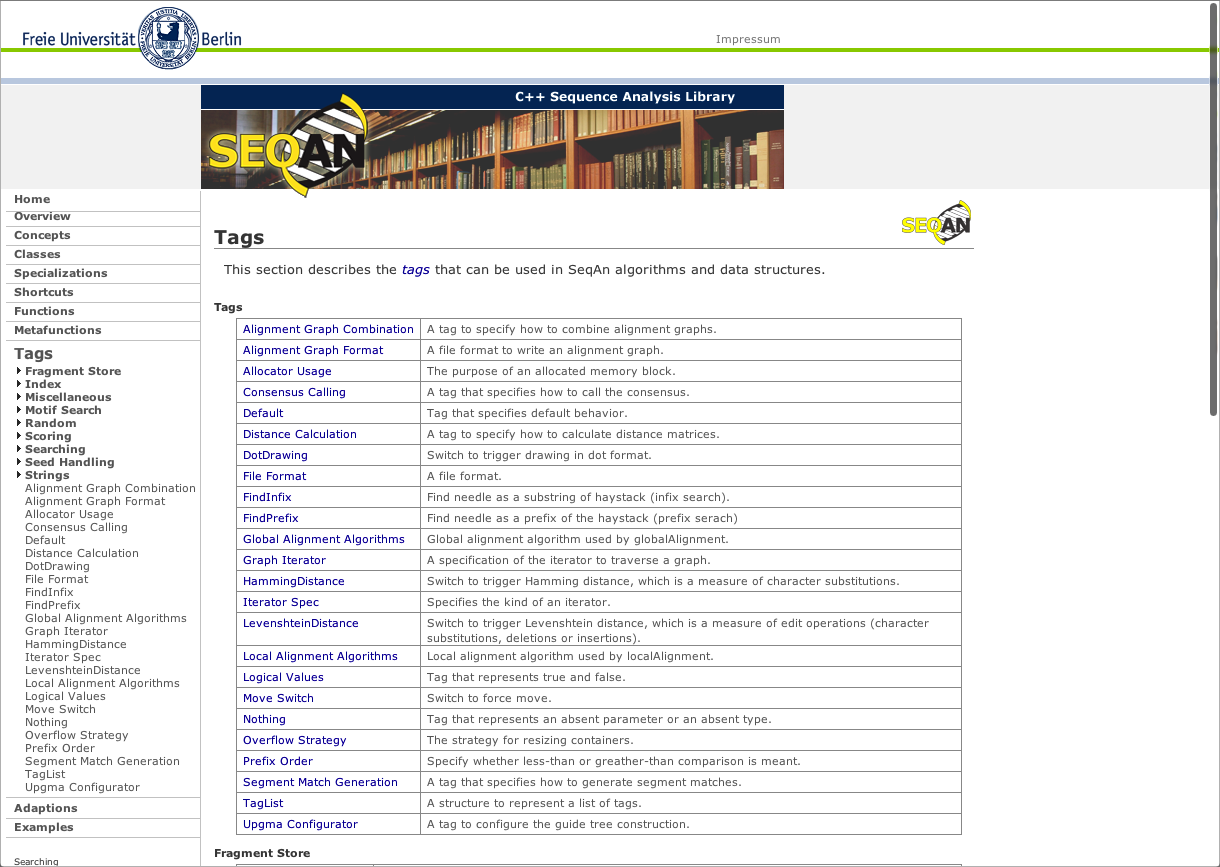 Freie Universität Berlin
Impressum
C++ Sequence Analysis Library
SEQAN
Home
Overview
Concepts
Classes
Specializations
Shortcuts
Functions
Metafunctions
Tags
Fragment Store
Index
Miscellaneous
Motif Search
Random
Scoring
Searching
Seed Handling
Strings
Alignment Graph Combination
Alignment Graph Format
Allocator Usage
Consensus Calling
Default
Distance Calculation
DotDrawing
File Format
FindInfix
FindPrefix
Global Alignment Algorithms
Graph Iterator
HammingDistance
Iterator Spec
LevenshteinDistance
Local Alignment Algorithms
Logical Values
Move Switch
Nothing
Overflow Strategy
Prefix Order
Segment Match Generation
TagList
Upgma Configurator
Adaptions
Examples
Searching
SEQAN
Tags
This section describes the tags that can be used in SeqAn algorithms and data structures.
Tags
Alignment Graph Combination A tag to specify how to combine alignment graphs.
Alignment Graph Format A file format to write an alignment graph.
Allocator Usage The purpose of an allocated memory block.
Consensus Calling A tag that specifies how to call the consensus.
Default Tag that specifies default behavior.
Distance Calculation A tag to specify how to calculate distance matrices.
DotDrawing Switch to trigger drawing in dot format.
File Format A file format.
FindInfix Find needle as a substring of haystack (infix search).
FindPrefix Find needle as a prefix of the haystack (prefix serach)
Global Alignment Algorithms Global alignment algorithm used by globalAlignment.
Graph Iterator A specification of the iterator to traverse a graph.
HammingDistance Switch to trigger Hamming distance, which is a measure of character substitutions.
Iterator Spec Specifies the kind of an iterator.
LevenshteinDistance Switch to trigger Levenshtein distance, which is a measure of edit operations (character
substitutions, deletions or insertions).
Local Alignment Algorithms Local alignment algorithm used by localAlignment.
Logical Values Tag that represents true and false.
Move Switch Switch to force move.
Nothing Tag that represents an absent parameter or an absent type.
Overflow Strategy The strategy for resizing containers.
Prefix Order Specify whether less-than or greather-than comparison is meant.
Segment Match Generation A tag that specifies how to generate segment matches.
TagList A structure to represent a list of tags.
Upgma Configurator A tag to configure the guide tree construction.
Fragment Store